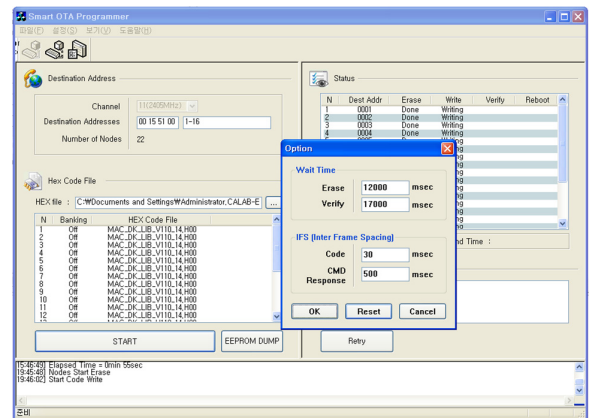 Smart OTA Programmer
파일(F) 설정(S) 보기(V) 도움말(H)
Destination Address
Channel 11(2405MHz)
Destination Addresses 00 15 51 00 1-16
Number of Nodes 22
Hex Code File
HEX file : C:₩Documents and Settings₩Administrator,CALAB-E ...
N Banking HEX Code File
1 Off MAC_DK_LIB_V110_14,H00
2 Off MAC_DK_LIB_V110_14,H00
3 Off MAC_DK_LIB_V110_14,H00
4 Off MAC_DK_LIB_V110_14,H00
5 Off MAC_DK_LIB_V110_14,H00
6 Off MAC_DK_LIB_V110_14,H00
7 Off MAC_DK_LIB_V110_14,H00
8 Off MAC_DK_LIB_V110_14,H00
9 Off MAC_DK_LIB_V110_14,H00
10 Off MAC_DK_LIB_V110_14,H00
11 Off MAC_DK_LIB_V110_14,H00
12 Off MAC_DK_LIB_V110_14,H00
START EEPROM DUMP
Status
N Dest Addr Erase Write Verify Reboot
1 0001 Done Writing
2 0002 Done Writing
3 0003 Done Writing
4 0004 Done Writing
Option
Wait Time
Erase 12000 msec
Verify 17000 msec
IFS (Inter Frame Spacing)
Code 30 msec
CMD
Response 500 msec
OK Reset Cancel
nd Time :
Retry
15:46:49] Elapsed Time = 0min 55sec
19:45:48] Nodes Start Erase
19:46:02] Start Code Write
준비